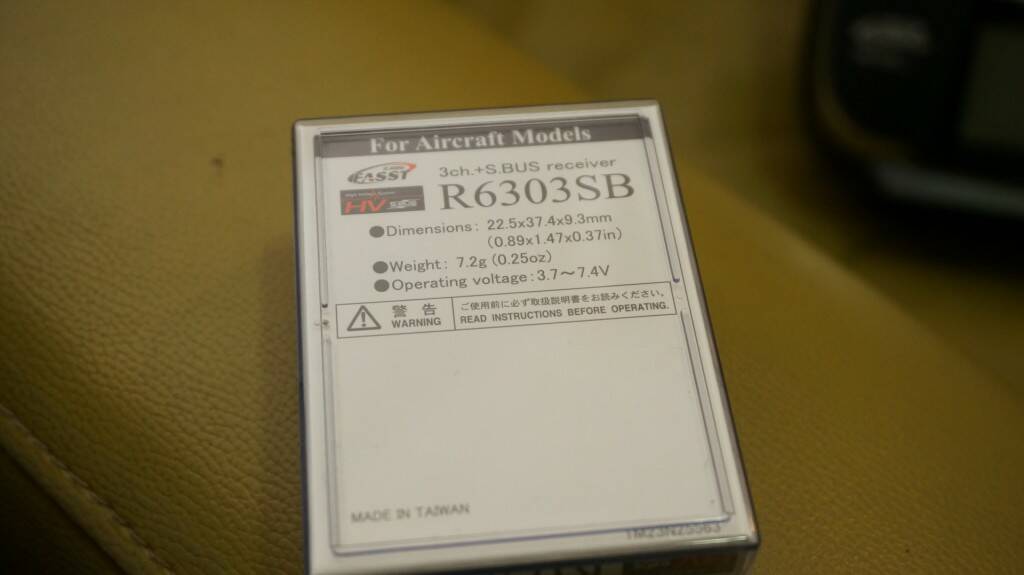 For Aircraft Models
FASST
3ch.+S.BUS receiver
HV
R6303SB
●Dimensions: 22.5x37.4x9.3mm
(0.89x1.47x0.37in)
●Weight: 7.2g (0.25oz)
●Operating voltage:3.7～7.4V
警告
WARNING
ご使用前に必ず取扱説明書をお読みください。
READ INSTRUCTIONS BEFORE OPERATING.
MADE IN TAIWAN